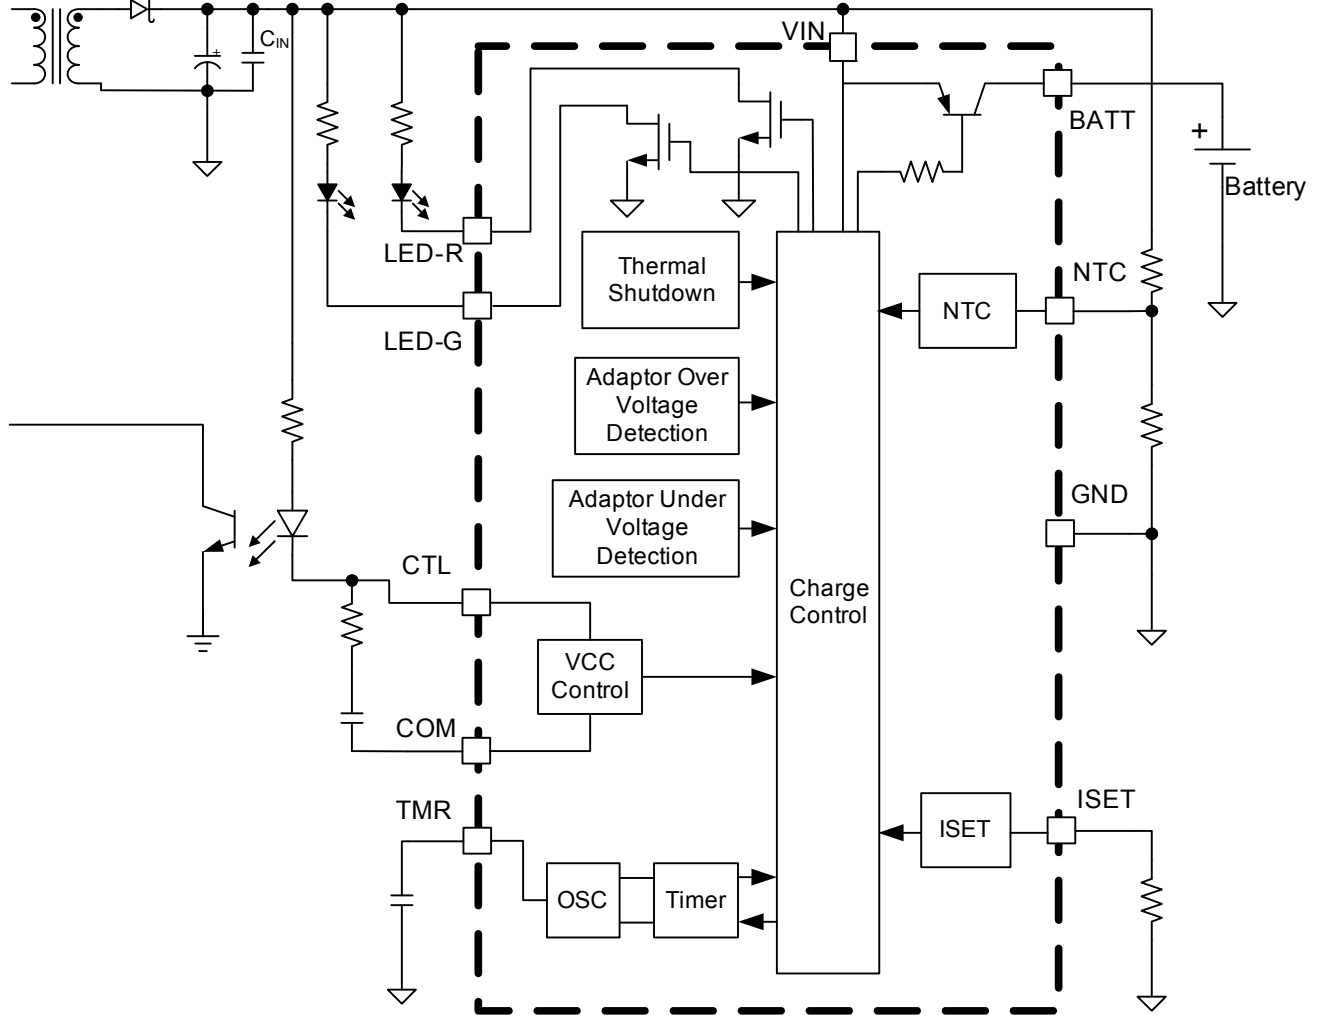 VIN
+
CIN
BATT
+
Battery
LED-R
LED-G
Thermal
Shutdown
NTC
NTC
Adaptor Over
Voltage
Detection
Adaptor Under
Voltage
Detection
GND
CTL
Charge
Control
VCC
Control
COM
TMR
ISET
ISET
OSC
Timer